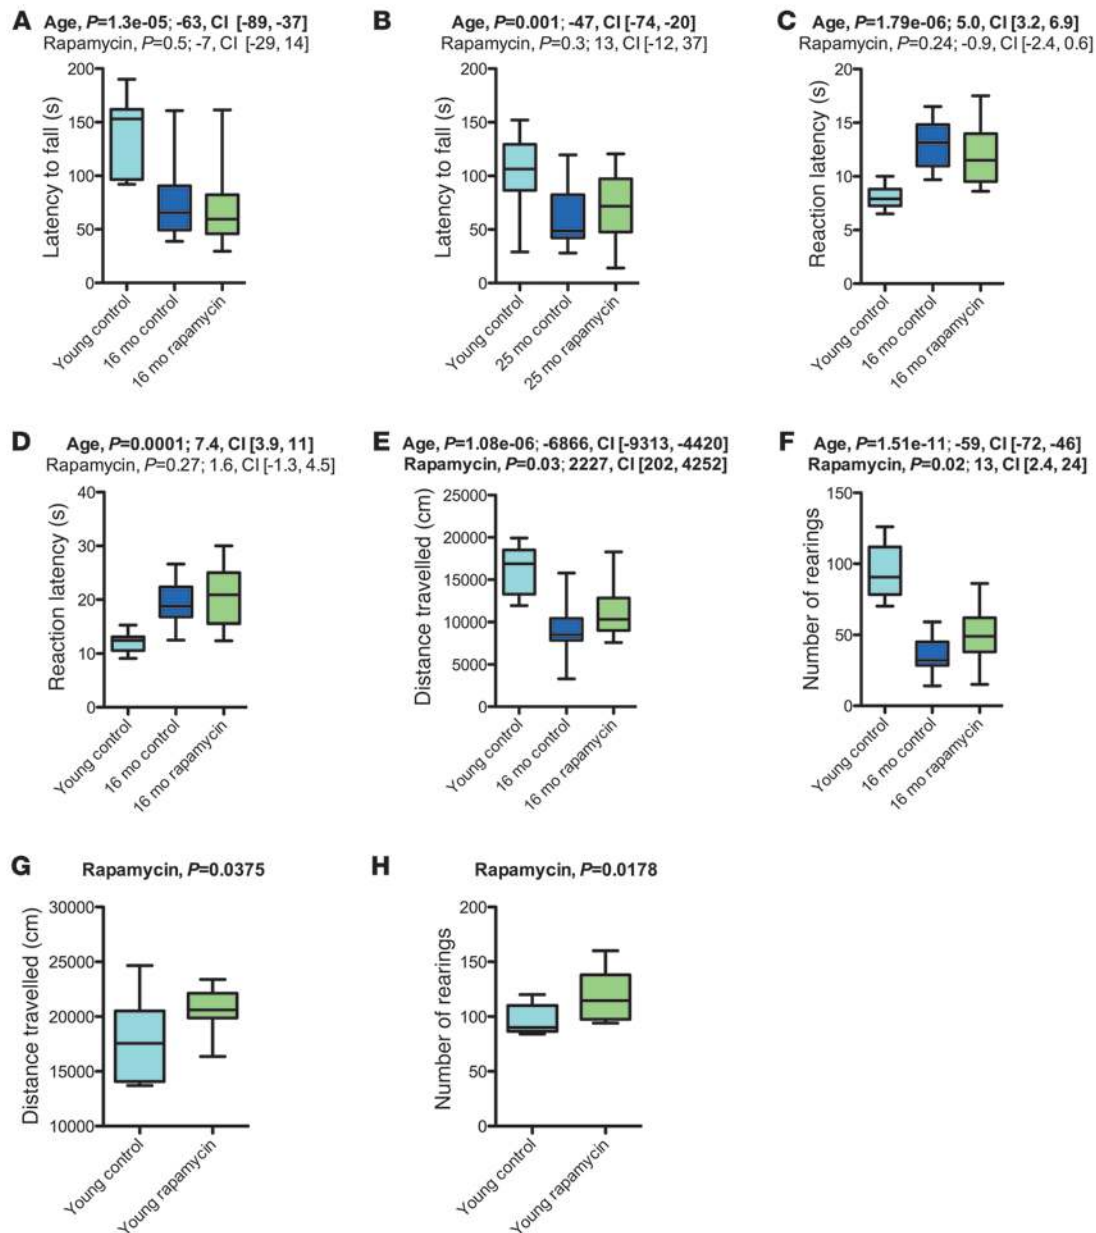 A
Age, P=1.3e-05; -63, CI [-89, -37]
Rapamycin, P=0.5; -7, CI [-29, 14]
Latency to fall (s)
200
150
100
50
0
Young control
16 mo control
16 mo rapamycin
B
Age, P=0.001; -47, CI [-74, -20]
Rapamycin, P=0.3; 13, CI [-12, 37]
Latency to fall (s)
200
150
100
50
0
Young control
25 mo control
25 mo rapamycin
C
Age, P=1.79e-06; 5.0, CI [3.2, 6.9]
Rapamycin, P=0.24; -0.9, CI [-2.4, 0.6]
Reaction latency (s)
20
15
10
5
0
Young control
16 mo control
16 mo rapamycin
D
Age, P=0.0001; 7.4, CI [3.9, 11]
Rapamycin, P=0.27; 1.6, CI [-1.3, 4.5]
Reaction latency (s)
40
30
20
10
0
Young control
16 mo control
16 mo rapamycin
E
Age, P=1.08e-06; -6866, CI [-9313, -4420]
Rapamycin, P=0.03; 2227, CI [202, 4252]
Distance travelled (cm)
25000
20000
15000
10000
5000
0
Young control
16 mo control
16 mo rapamycin
F
Age, P=1.51e-11; -59, CI [-72, -46]
Rapamycin, P=0.02; 13, CI [2.4, 24]
Number of rearings
150
100
50
0
Young control
16 mo control
16 mo rapamycin
G
Rapamycin, P=0.0375
Distance travelled (cm)
30000
25000
20000
15000
10000
Young control
Young rapamycin
H
Rapamycin, P=0.0178
Number of rearings
200
150
100
50
0
Young control
Young rapamycin